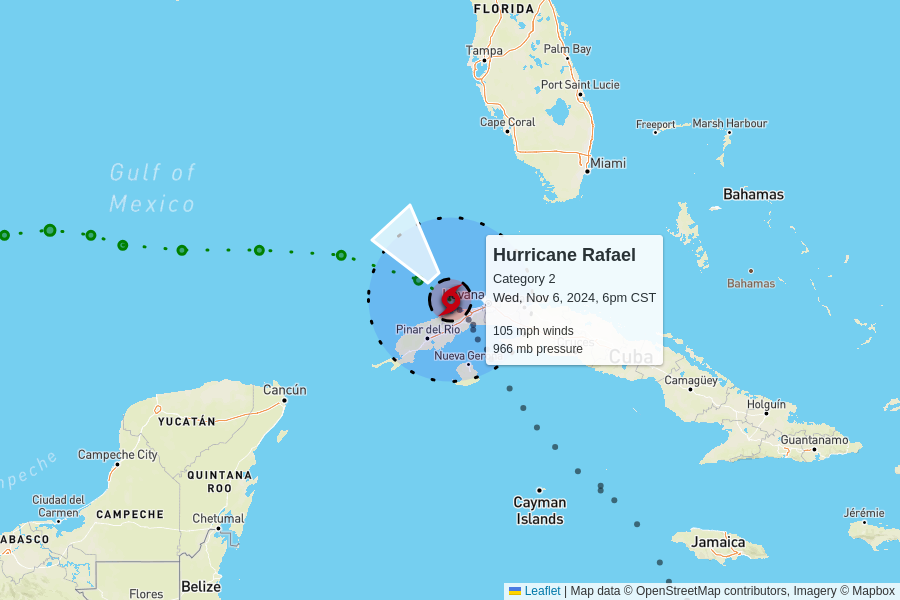 FLORIDA
Tampa
Palm Bay
Port Saint Lucie
Cape Coral
Freeport
Marsh Harbour
Miami
Gulf of
Mexico
Bahamas
Hurricane Rafael
Category 2
Wed, Nov 6, 2024, 6pm CST
105 mph winds
966 mb pressure
Bahamas
Havana
Pinar del Río
Nueva Ger
Cuba
Camagüey
Cancún
Holguín
YUCATÁN
Guantanamo
Campeche City
mpeche
QUINTANA
ROO
Ciudad del
Carmen
CAMPECHE
Chetumal
Cayman
Islands
Jérémie
ABASCO
Jamaica
Belize
Flores
Leaflet | Map data © OpenStreetMap contributors, Imagery © Mapbox